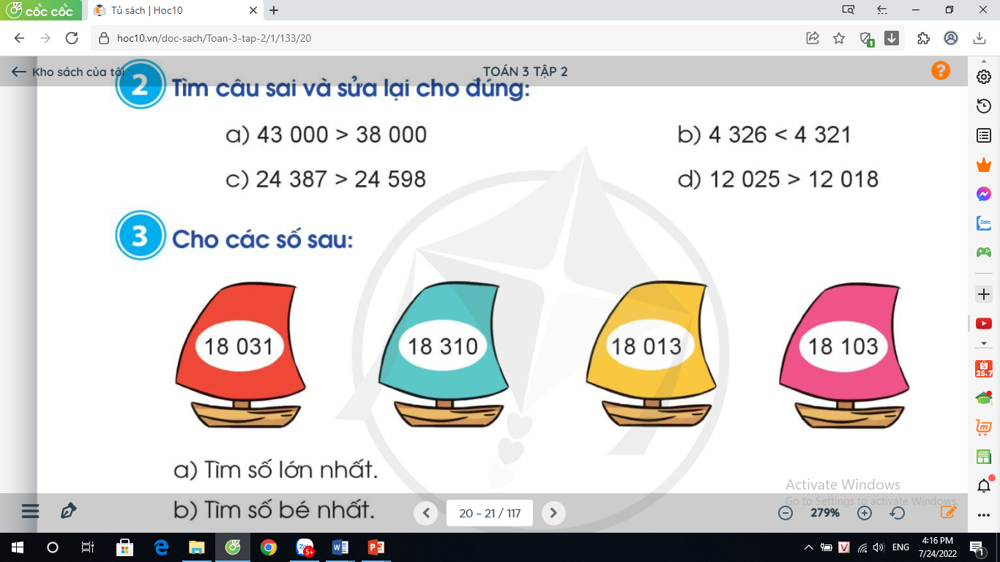 cốc cốc
Tủ sách | Hoc10
hoc10.vn/doc-sach/Toan-3-tap-2/1/133/20
1
Kho sách của tôi
TOÁN 3 TẬP 2
?
2 Tìm câu sai và sửa lại cho đúng:
a) 43 000 > 38 000
b) 4 326 < 4 321
c) 24 387 > 24 598
d) 12 025 > 12 018
3 Cho các số sau:
18 031
18 310
18 013
18 103
a) Tìm số lớn nhất.
b) Tìm số bé nhất.
Activate Windows
Go to Settings to activate Windows.
20 - 21 / 117
279%
Zalo
25.7
5+
ENG
4:16 PM
7/24/2022
1